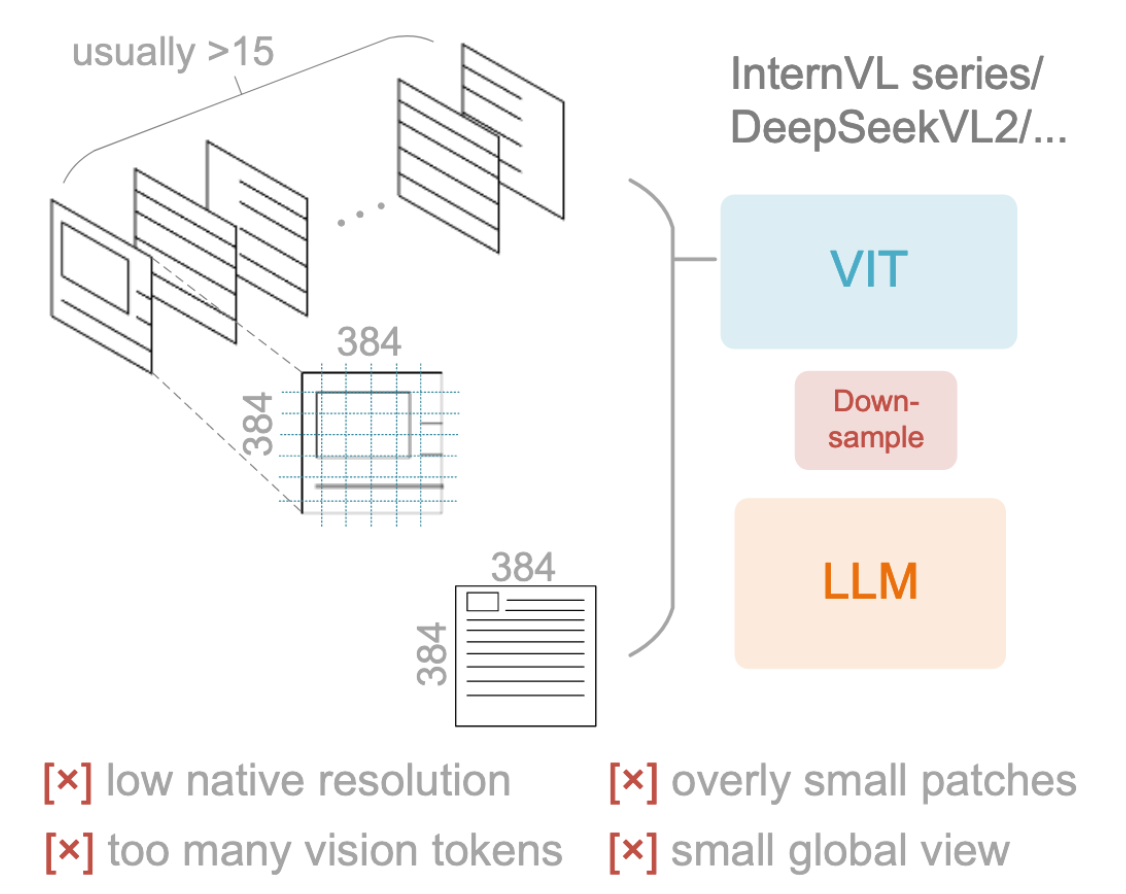 usually >15
InternVL series/
DeepSeekVL2/...
VIT
384
384
Down-
sample
384
384
LLM
[×] low native resolution
[×] overly small patches
[×] too many vision tokens
[×] small global view